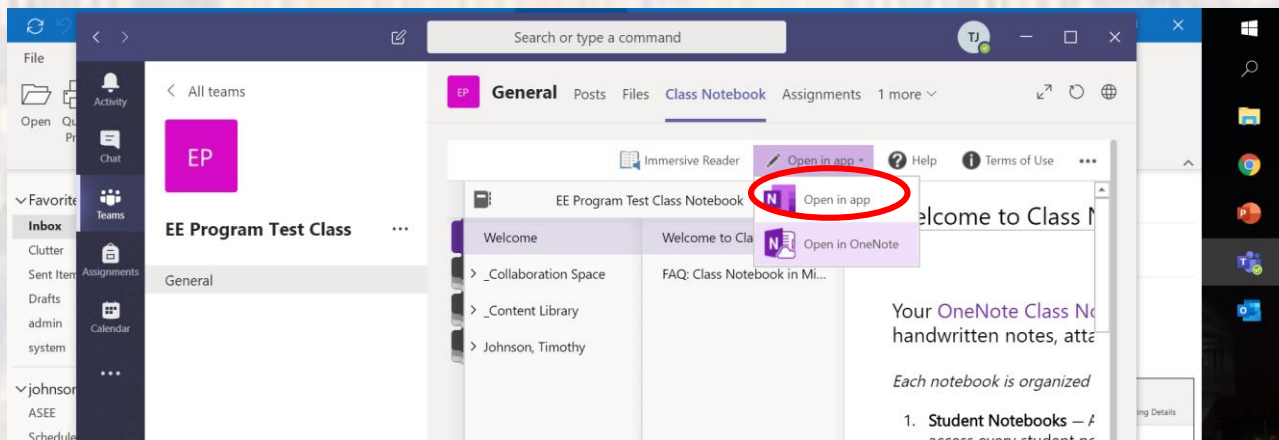 File
Open
Favorite
Inbox
Clutter
Sent Item
Drafts
admin
system
johnson
ASEE
Schedule
Search or type a command
TJ
Activity
Chat
Teams
Assignments
Calendar
All teams
EP
EE Program Test Class
General
EP General Posts Files Class Notebook Assignments 1 more
Immersive Reader Open in app Help Terms of Use
EE Program Test Class Notebook
Open in app
Open in OneNote
Welcome
_Collaboration Space
_Content Library
Johnson, Timothy
Welcome to Cla
FAQ: Class Notebook in Mi...
elcome to Class N
Your OneNote Class No
handwritten notes, atta
Each notebook is organized
1. Student Notebooks — A
ing Details